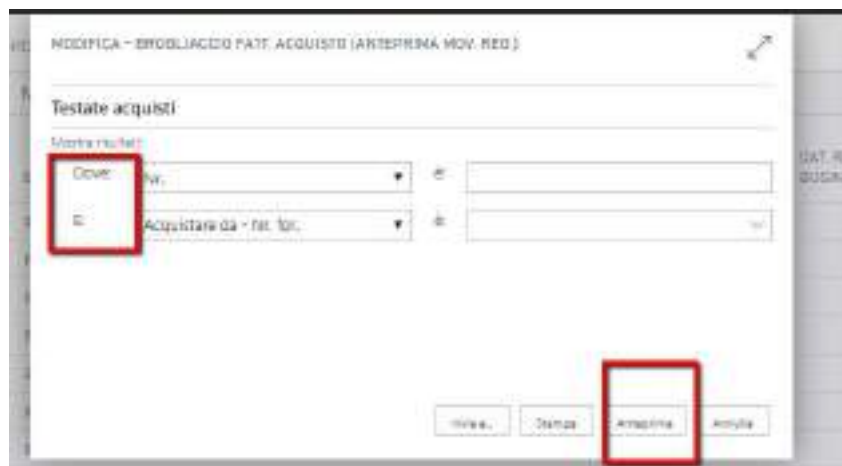 MODIFICA - BROGLIACCIO FATT. ACQUISTO (ANTEPRIMA MOV. REG.)
Testate acquisti
Mostra risultati:
Dove Nr. è
E Acquistare da - Nr. for. è
Invia a... Stampa Anteprima Annulla